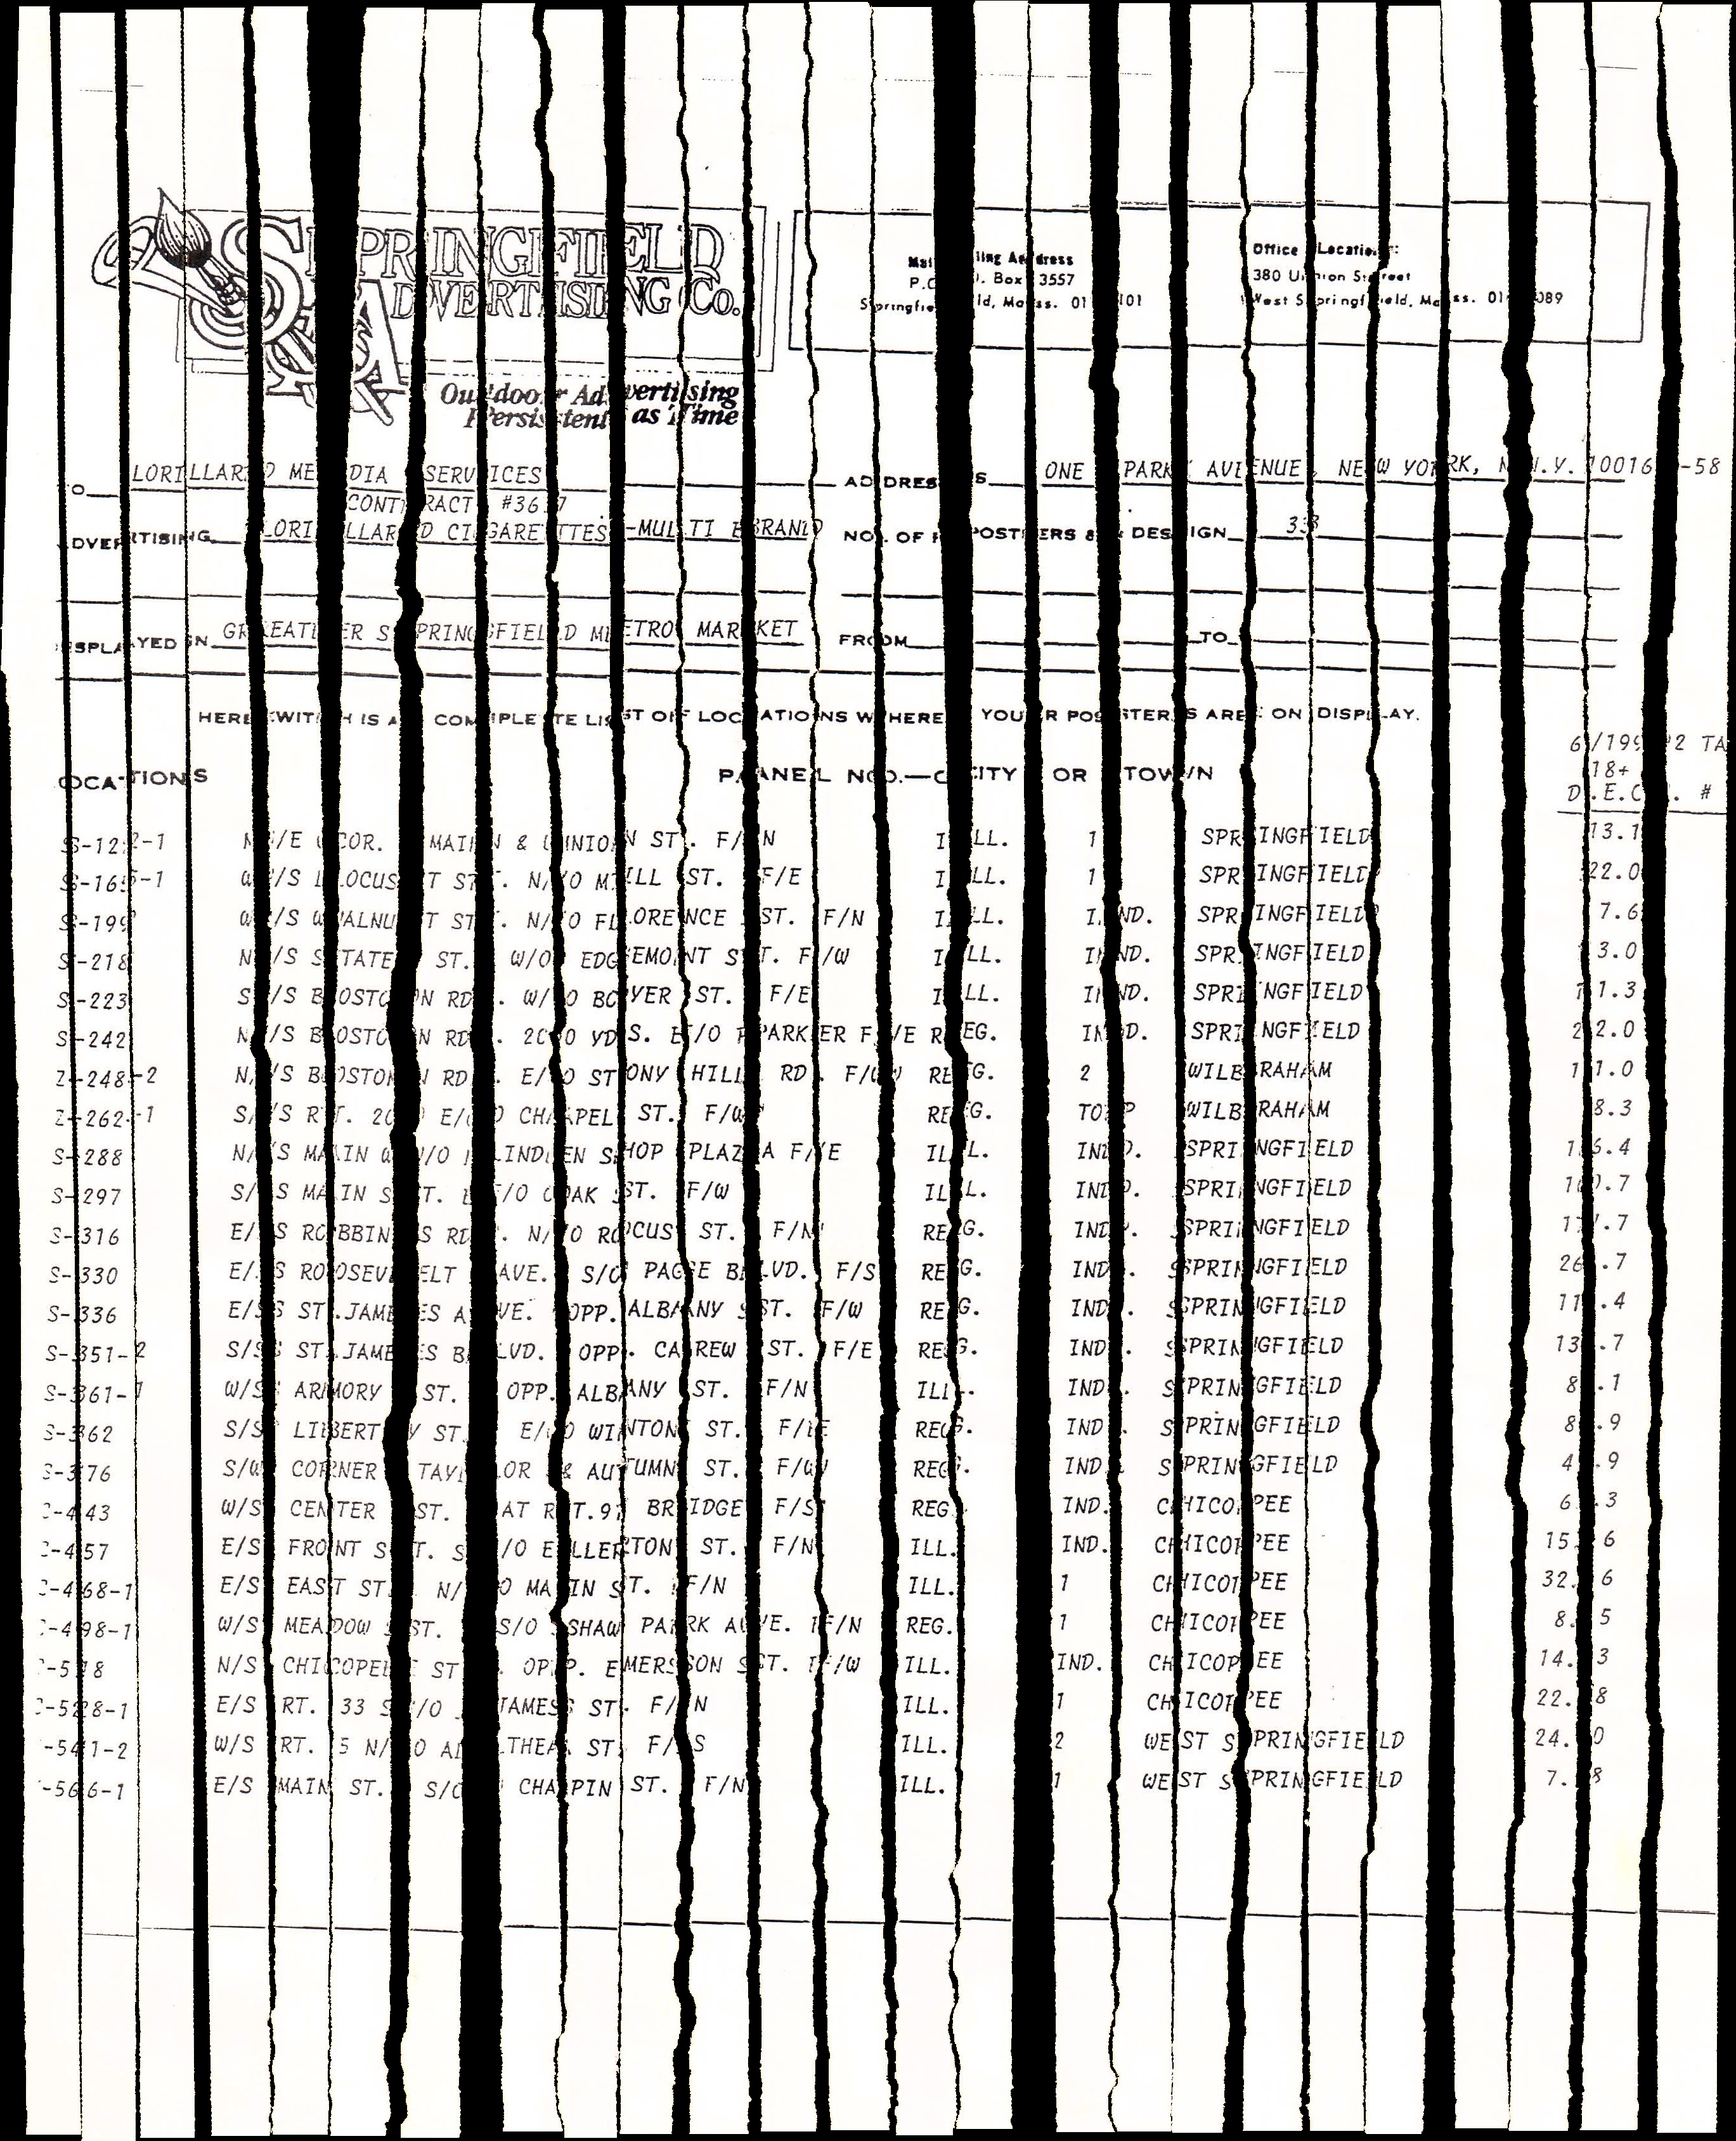 SPRINGFIELD
ADVERTISING CO.
Outdoor Advertising
Persistent as Time
Mailing Address
P.O. Box 3557
Springfield, Mass. 01101
Office Location:
380 Union Street
West Springfield, Mass. 01089
TO LORILLARD MEDIA SERVICES ADDRESS ONE PARK AVENUE, NEW YORK, N.Y. 10016-58
CONTRACT #3637
ADVERTISING LORILLARD CIGARETTES-MULTI BRAND NO. OF POSTERS & DESIGN 33
DISPLAYED IN GREATER SPRINGFIELD METRO MARKET FROM TO
HEREWITH IS A COMPLETE LIST OF LOCATIONS WHERE YOUR POSTERS ARE ON DISPLAY.
6/1992 TA
18+
LOCATIONS PANEL NO.—CITY OR TOWN D.E.C. #
S-122-1 N/E COR. MAIN & UNION ST. F/N ILL. 1 SPRINGFIELD 13.1
S-165-1 W/S LOCUST ST. N/O MILL ST. F/E ILL. 1 SPRINGFIELD 22.0
S-199 W/S WALNUT ST. N/O FLORENCE ST. F/N ILL. IND. SPRINGFIELD 7.6
S-218 N/S STATE ST. W/O EDGEMONT ST. F/W ILL. IND. SPRINGFIELD 3.0
S-223 S/S BOSTON RD. W/O BOYER ST. F/E ILL. IND. SPRINGFIELD 11.3
S-242 N/S BOSTON RD. 200 YDS. E/O PARKER F/E REG. IND. SPRINGFIELD 22.0
Z-248-2 N/S BOSTON RD. E/O STONY HILL RD. F/W REG. 2 WILBRAHAM 11.0
Z-262-1 S/S RT. 20 E/O CHAPEL ST. F/W REG. TOP WILBRAHAM 8.3
S-288 N/S MAIN W/O LINDEN SHOP PLAZA F/E ILL. IND. SPRINGFIELD 16.4
S-297 S/S MAIN ST. E/O OAK ST. F/W ILL. IND. SPRINGFIELD 10.7
S-316 E/S ROBBINS RD. N/O ROCUS ST. F/N REG. IND. SPRINGFIELD 17.7
S-330 E/S ROOSEVELT AVE. S/O PAGE BLVD. F/S REG. IND. SPRINGFIELD 26.7
S-336 E/S ST.JAMES AVE. OPP. ALBANY ST. F/W REG. IND. SPRINGFIELD 11.4
S-351-2 S/S ST.JAMES BLVD. OPP. CAREW ST. F/E REG. IND. SPRINGFIELD 13.7
S-361-1 W/S ARMORY ST. OPP. ALBANY ST. F/N ILL. IND. SPRINGFIELD 8.1
S-362 S/S LIBERTY ST. E/O WINTON ST. F/E REG. IND. SPRINGFIELD 8.9
S-376 S/W CORNER TAYLOR & AUTUMN ST. F/W REG. IND. SPRINGFIELD 4.9
C-443 W/S CENTER ST. AT RT.91 BRIDGE F/S REG. IND. CHICOPEE 6.3
C-457 E/S FRONT ST. S/O ELLERTON ST. F/N ILL. IND. CHICOPEE 15.6
C-468-1 E/S EAST ST. N/O MAIN ST. F/N ILL. 1 CHICOPEE 32.6
C-498-1 W/S MEADOW ST. S/O SHAW PARK AVE. F/N REG. 1 CHICOPEE 8.5
C-518 N/S CHICOPEE ST. OPP. EMERSON ST. F/W ILL. IND. CHICOPEE 14.3
C-528-1 E/S RT. 33 S/O JAMES ST. F/N ILL. 1 CHICOPEE 22.8
-541-2 W/S RT. 5 N/O ALTHEA ST. F/S ILL. 2 WEST SPRINGFIELD 24.0
-566-1 E/S MAIN ST. S/O CHAPIN ST. F/N ILL. 1 WEST SPRINGFIELD 7.8